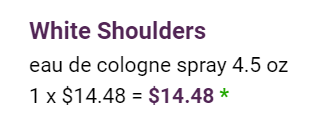 White Shoulders
eau de cologne spray 4.5 oz
1 x $14.48 = $14.48 *